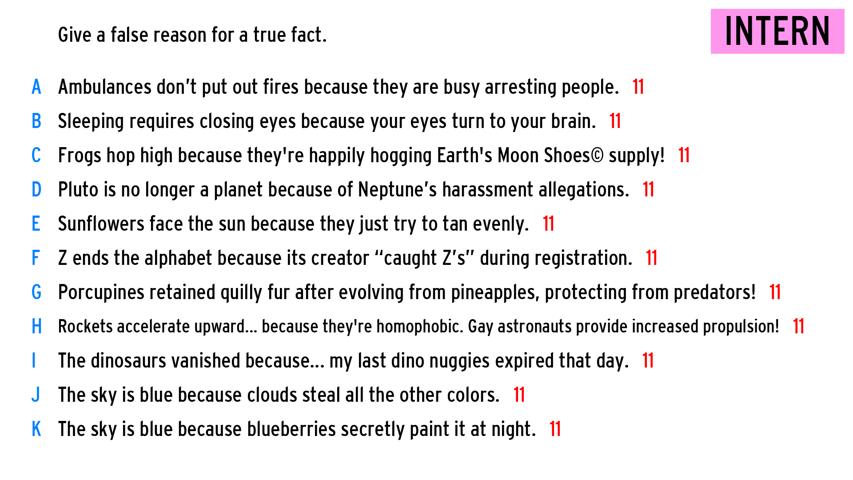 Give a false reason for a true fact.
INTERN
A Ambulances don't put out fires because they are busy arresting people. 11
B Sleeping requires closing eyes because your eyes turn to your brain. 11
C Frogs hop high because they're happily hogging Earth's Moon Shoes© supply! 11
D Pluto is no longer a planet because of Neptune's harassment allegations. 11
E Sunflowers face the sun because they just try to tan evenly. 11
F Z ends the alphabet because its creator “caught Z's” during registration. 11
G Porcupines retained quilly fur after evolving from pineapples, protecting from predators! 11
H Rockets accelerate upward... because they're homophobic. Gay astronauts provide increased propulsion! 11
I The dinosaurs vanished because... my last dino nuggies expired that day. 11
J The sky is blue because clouds steal all the other colors. 11
K The sky is blue because blueberries secretly paint it at night. 11